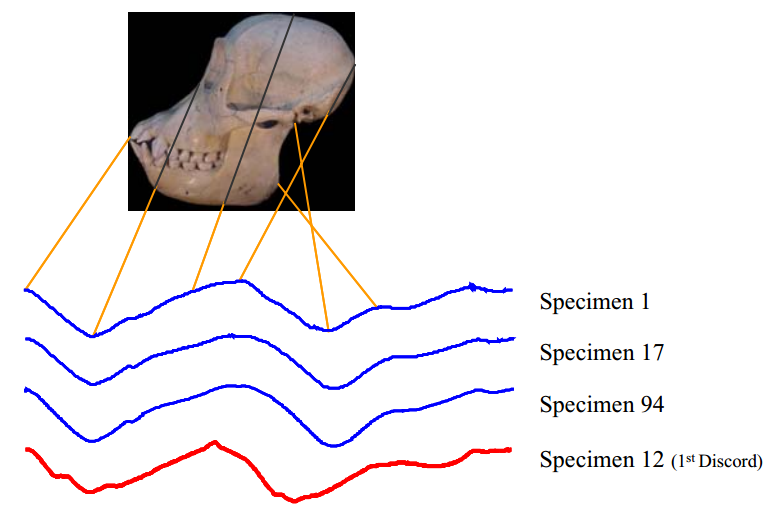 Specimen 1
Specimen 17
Specimen 94
Specimen 12 (1st Discord)